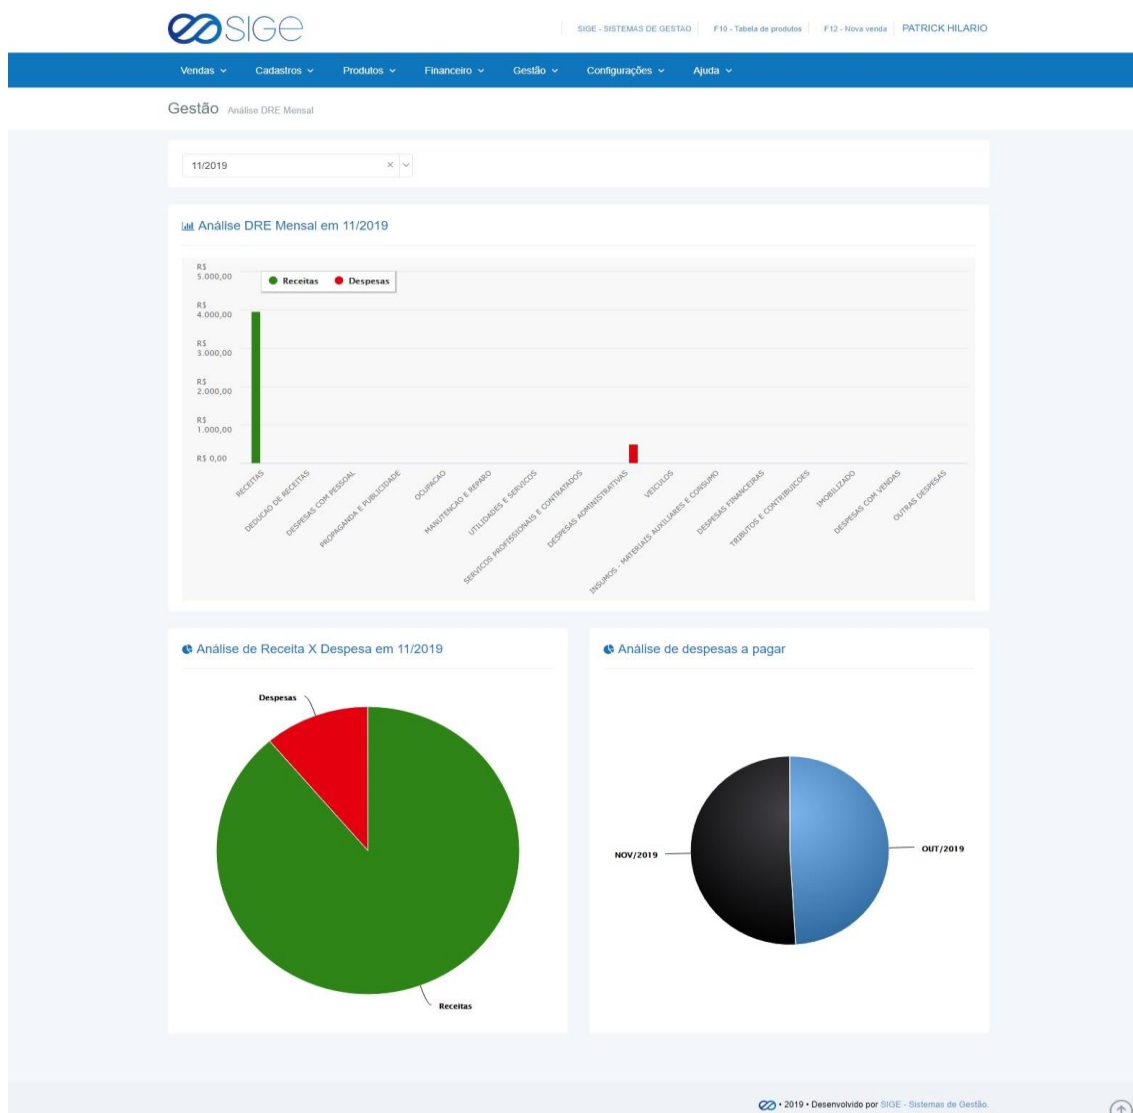 SIGE
SIGE - SISTEMAS DE GESTAO
F10 - Tabela de produtos
F12 - Nova venda
PATRICK HILARIO
Vendas
Cadastros
Produtos
Financeiro
Gestão
Configurações
Ajuda
Gestão Análise DRE Mensal
11/2019
Análise DRE Mensal em 11/2019
R$
5.000,00
Receitas
Despesas
R$
4.000,00
R$
3.000,00
R$
2.000,00
R$
1.000,00
R$ 0,00
RECEITAS
DEDUCAO DE RECEITAS
DESPESAS COM PESSOAL
PROPAGANDA E PUBLICIDADE
OCUPACAO
MANUTENCAO E REPARO
UTILIDADES E SERVICOS
SERVICOS PROFISSIONAIS E CONTRATADOS
DESPESAS ADMINISTRATIVAS
VEICULOS
INSUMOS - MATERIAIS AUXILIARES E CONSUMO
DESPESAS FINANCEIRAS
TRIBUTOS E CONTRIBUICOES
IMOBILIZADO
DESPESAS COM VENDAS
OUTRAS DESPESAS
Análise de Receita X Despesa em 11/2019
Despesas
Receitas
Análise de despesas a pagar
NOV/2019
OUT/2019
• 2019 • Desenvolvido por SIGE - Sistemas de Gestão.